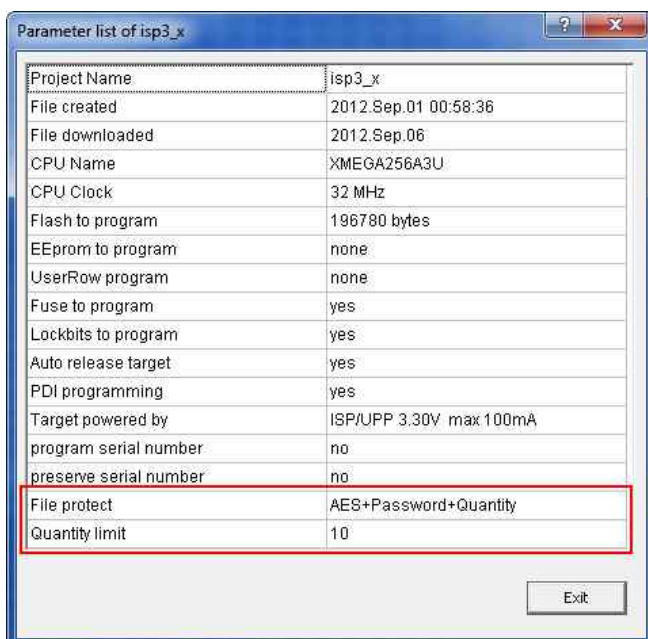 Parameter list of isp3_x
Project Name isp3_x
File created 2012.Sep.01 00:58:36
File downloaded 2012.Sep.06
CPU Name XMEGA256A3U
CPU Clock 32 MHz
Flash to program 196780 bytes
EEprom to program none
UserRow program none
Fuse to program yes
Lockbits to program yes
Auto release target yes
PDI programming yes
Target powered by ISP/UPP 3.30V max 100mA
program serial number no
preserve serial number no
File protect AES+Password+Quantity
Quantity limit 10
Exit